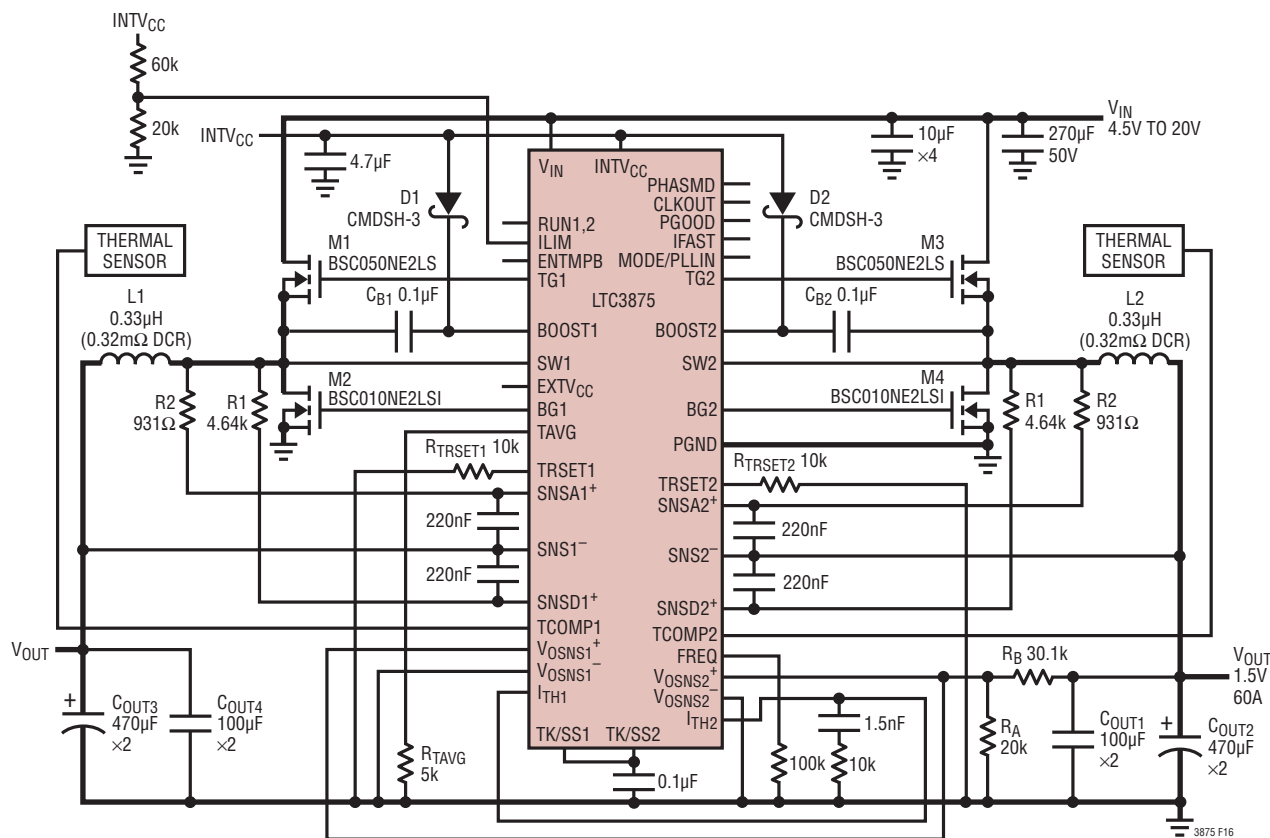 INTVCC
60k
20k
INTVCC
4.7µF
D1
CMDSH-3
VIN
INTVCC
PHASMD
CLKOUT
PGOOD
IFAST
MODE/PLLIN
RUN1,2
ILIM
ENTMPB
TG1
TG2
LTC3875
BOOST1
BOOST2
SW1
SW2
EXTVCC
BG1
BG2
TAVG
PGND
TRSET1
TRSET2
SNSA1+
SNSA2+
SNS1–
SNS2–
SNSD1+
SNSD2+
TCOMP1
TCOMP2
VOSNS1+
FREQ
VOSNS1–
VOSNS2+
VOSNS2–
ITH1
ITH2
TK/SS1
TK/SS2
10µF
×4
270µF
50V
VIN
4.5V TO 20V
D2
CMDSH-3
THERMAL
SENSOR
M1
BSC050NE2LS
M3
BSC050NE2LS
THERMAL
SENSOR
CB1 0.1µF
CB2 0.1µF
L1
0.33µH
(0.32mΩ DCR)
L2
0.33µH
(0.32mΩ DCR)
R2
931Ω
R1
4.64k
M2
BSC010NE2LSI
M4
BSC010NE2LSI
R1
4.64k
R2
931Ω
RTRSET1 10k
RTRSET2 10k
220nF
220nF
220nF
220nF
VOUT
COUT3
470µF
×2
COUT4
100µF
×2
RTAVG
5k
0.1µF
100k
10k
1.5nF
RB 30.1k
RA
20k
COUT1
100µF
×2
COUT2
470µF
×2
VOUT
1.5V
60A
3875 F16